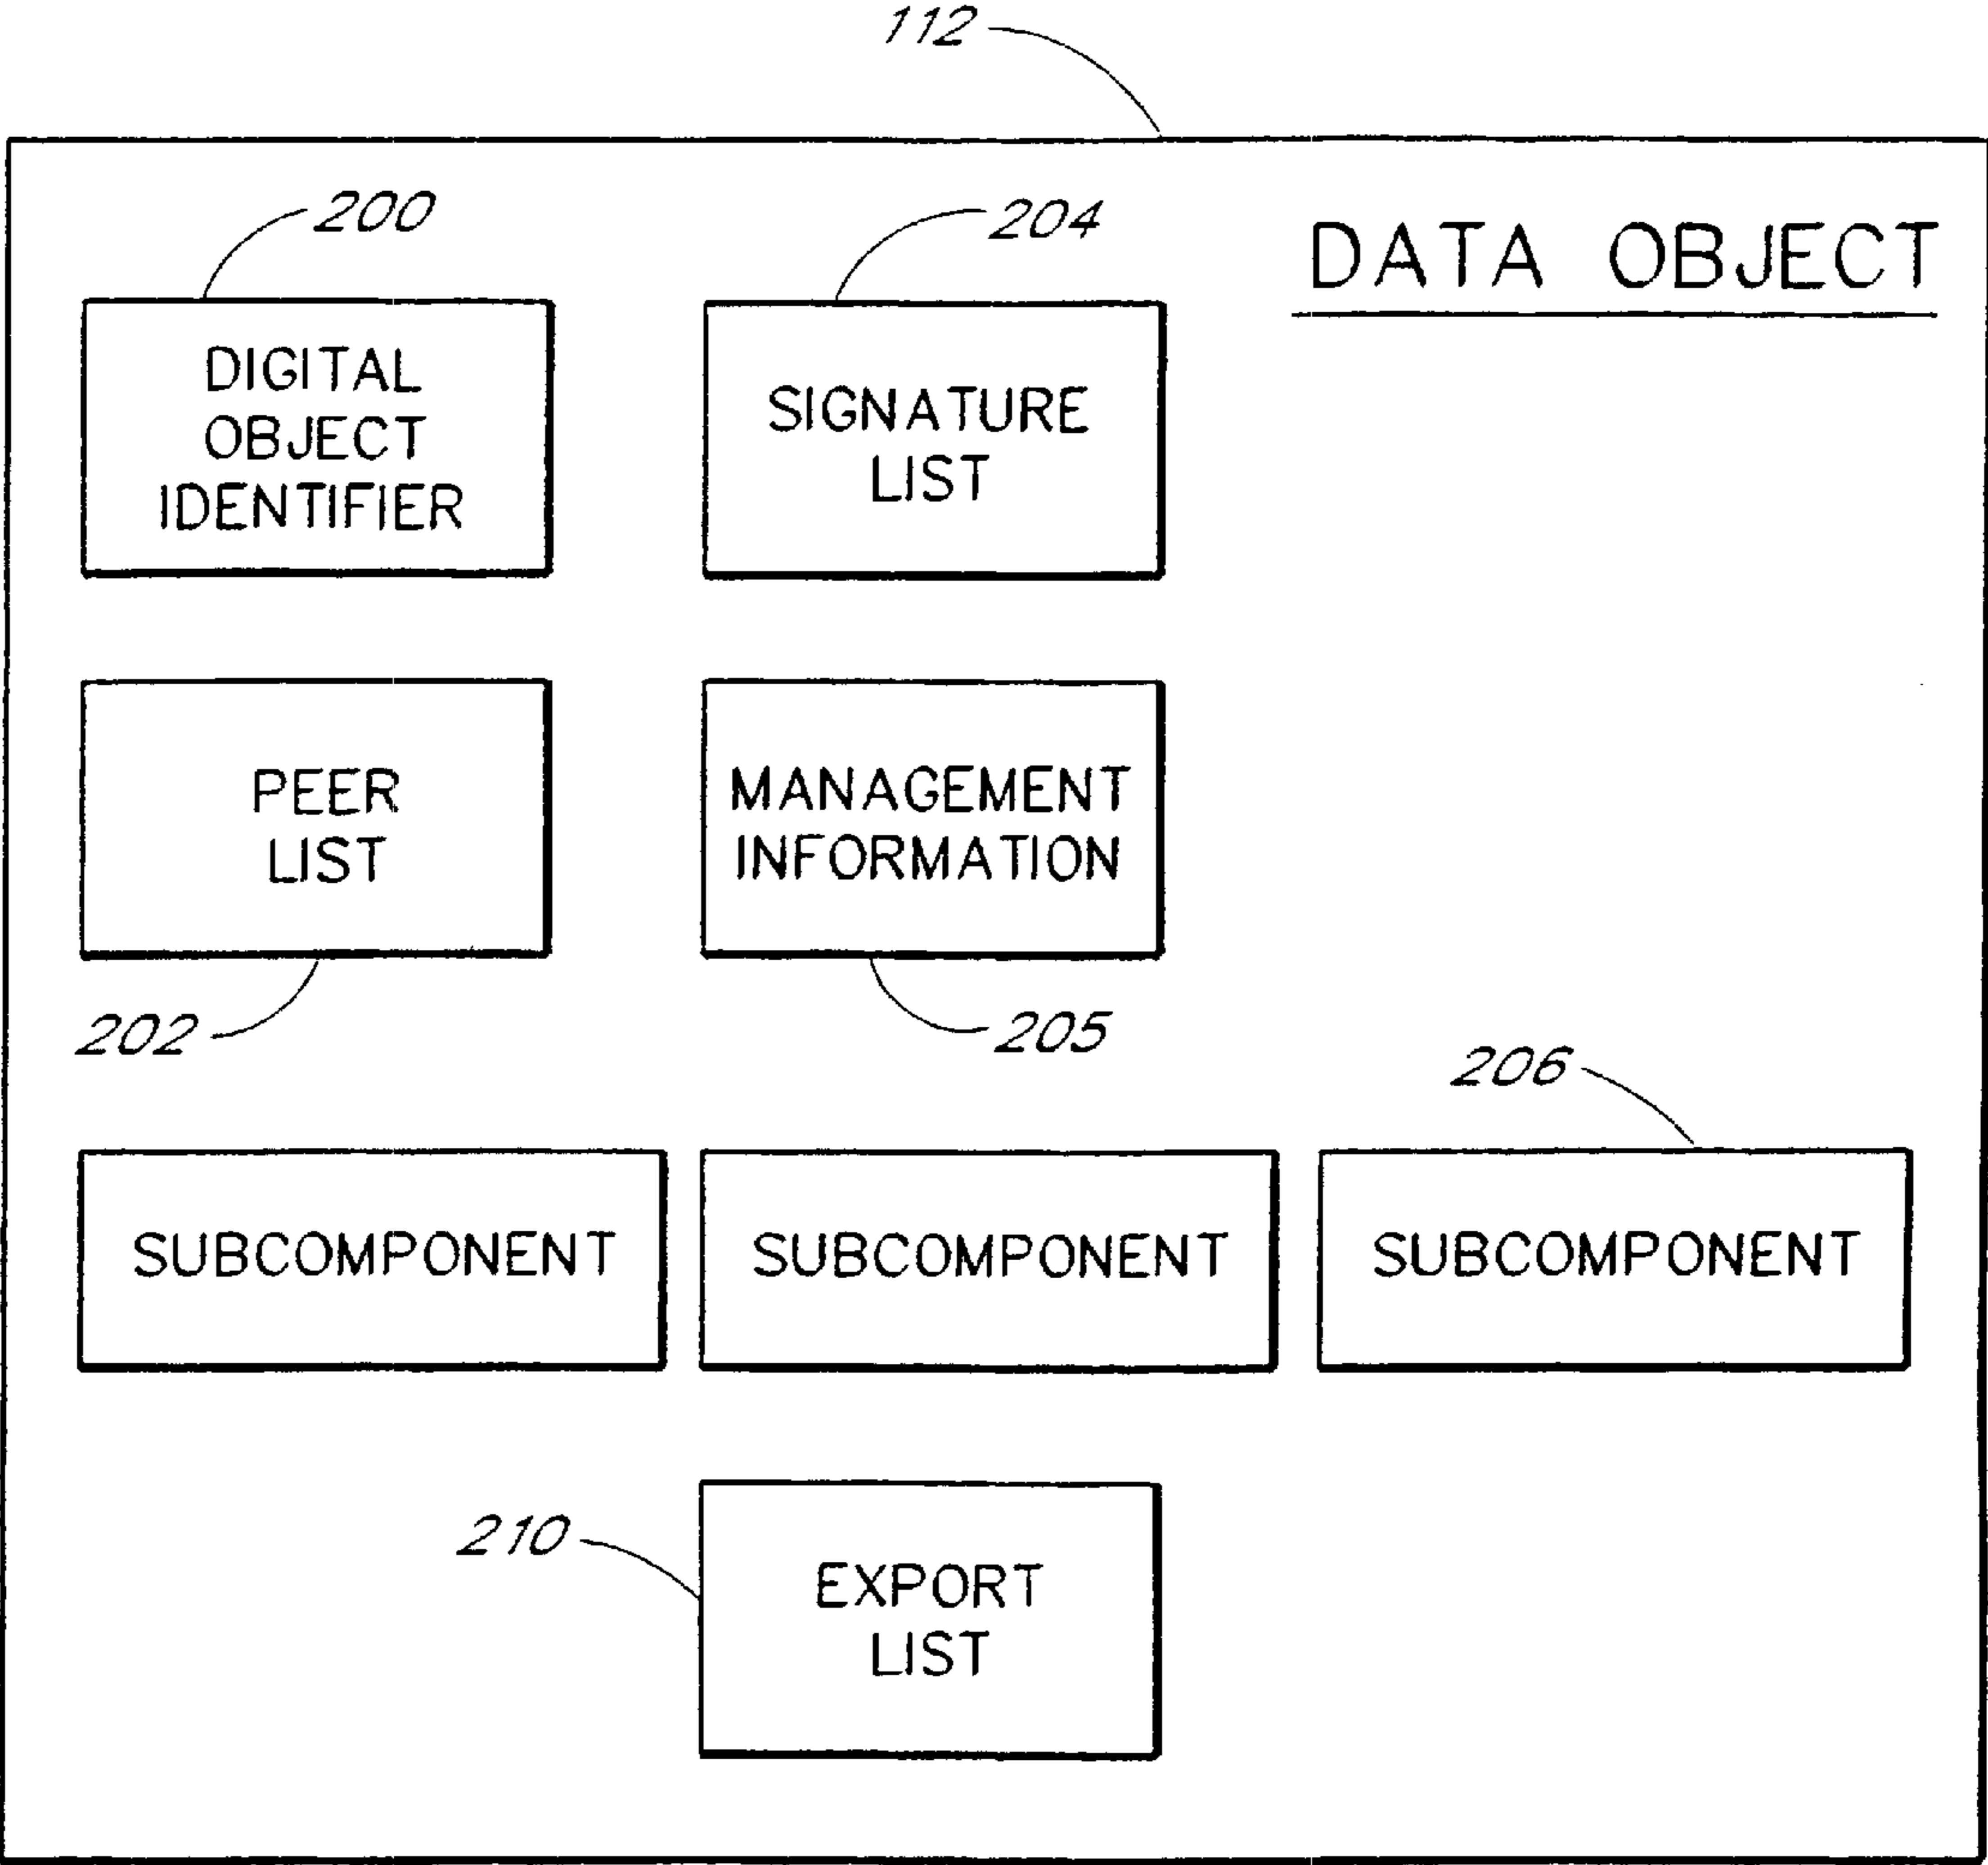 112
200
204
DATA OBJECT
DIGITAL
OBJECT
IDENTIFIER
SIGNATURE
LIST
PEER
LIST
MANAGEMENT
INFORMATION
202
205
206
SUBCOMPONENT
SUBCOMPONENT
SUBCOMPONENT
210
EXPORT
LIST